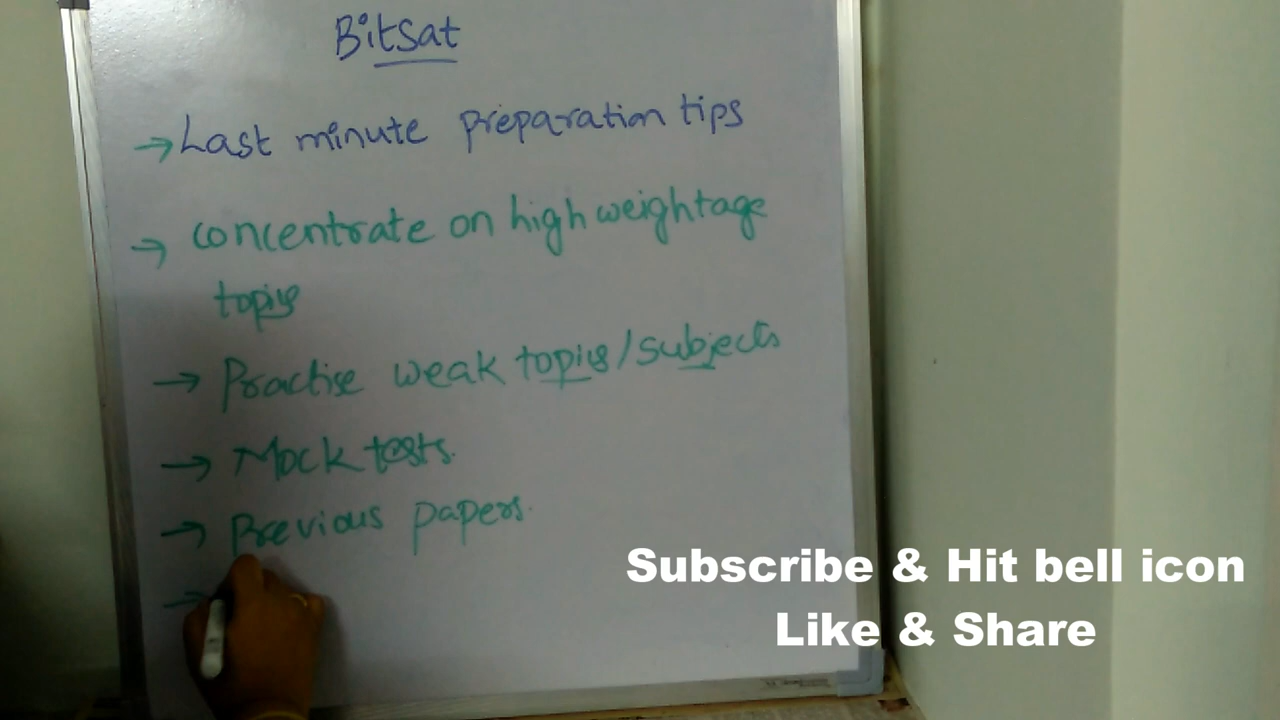 Bitsat
→ Last minute preparation tips
→ concentrate on high weightage
topics
→ Practise weak topics/subjects
→ Mock tests.
→ Previous papers.
→
Subscribe & Hit bell icon
Like & Share